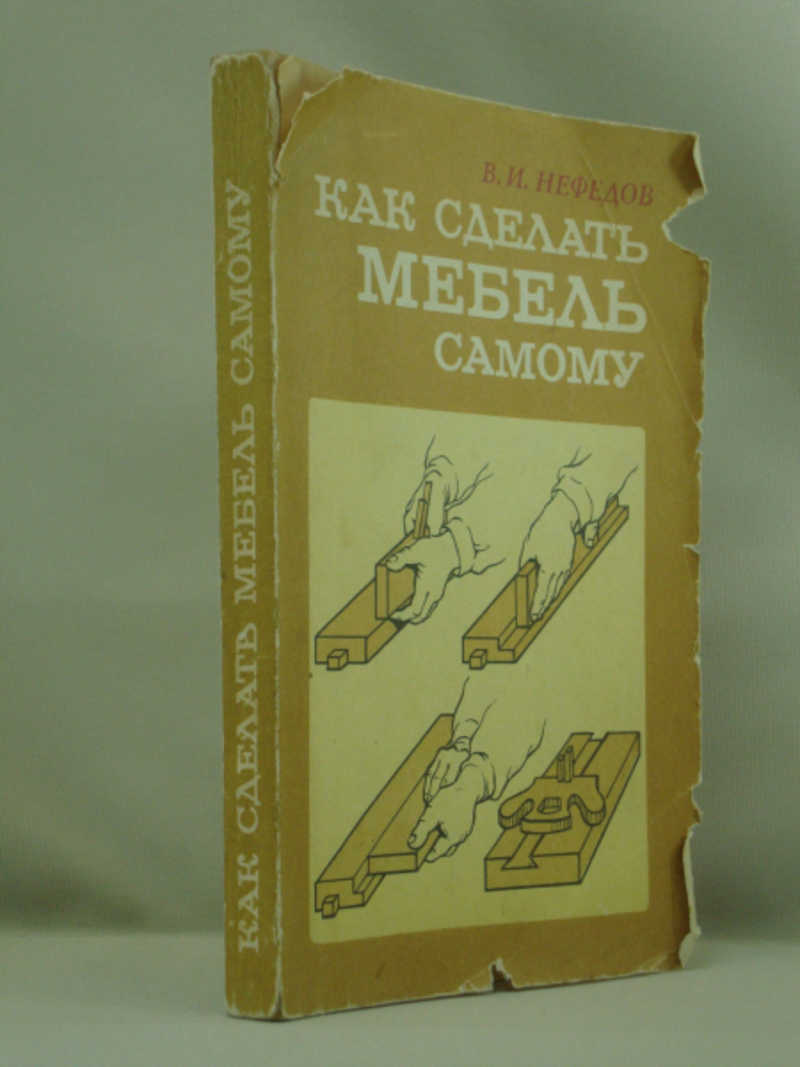 В. И. НЕФЕДОВ
КАК СДЕЛАТЬ
МЕБЕЛЬ
САМОМУ
КАК СДЕЛАТЬ МЕБЕЛЬ САМОМУ